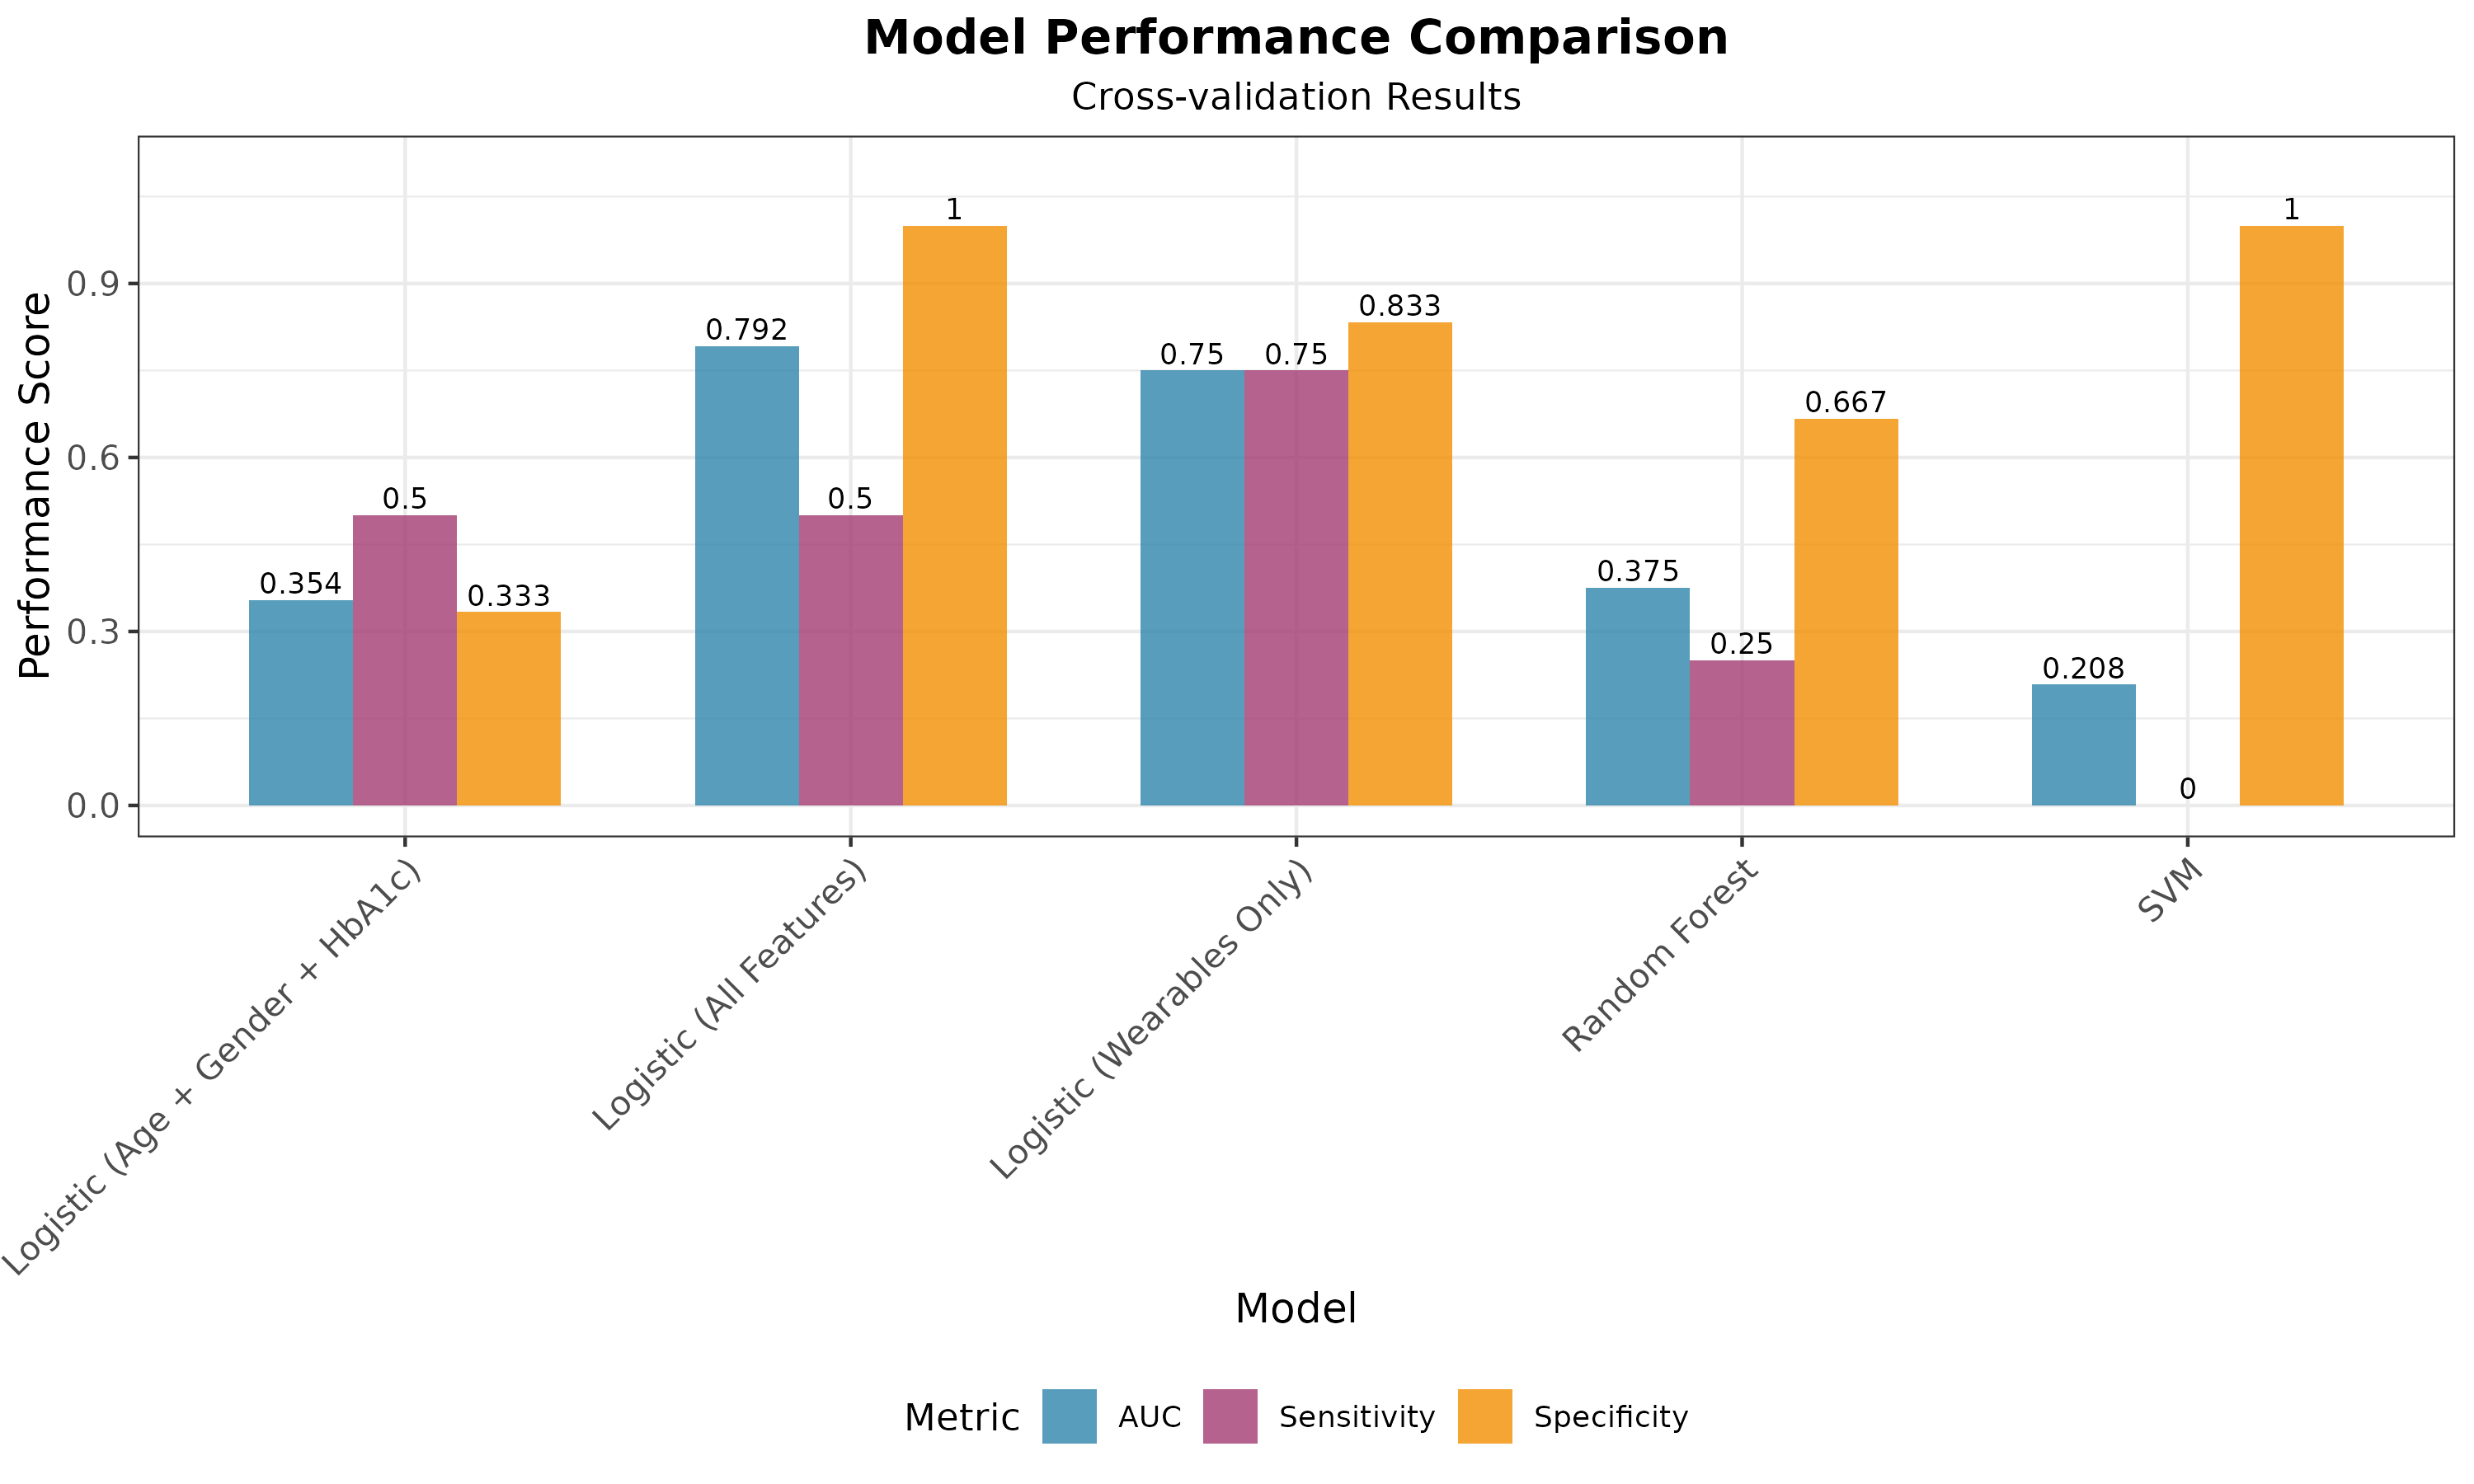 Model Performance Comparison
Cross-validation Results
Performance Score
0.9
0.6
0.3
0.0
0.354
0.5
0.333
0.792
0.5
1
0.75
0.75
0.833
0.375
0.25
0.667
0.208
0
1
Logistic (Age + Gender + HbA1c)
Logistic (All Features)
Logistic (Wearables Only)
Random Forest
SVM
Model
Metric AUC Sensitivity Specificity